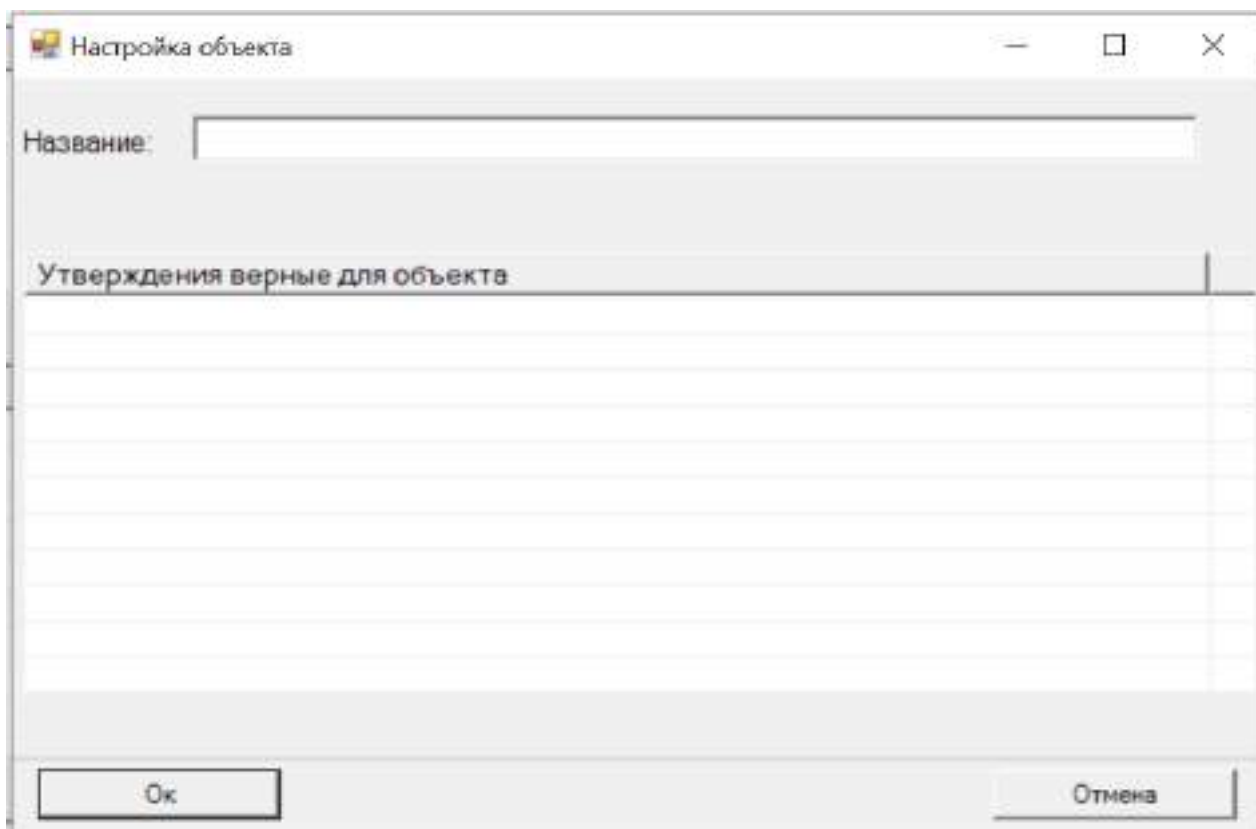 Настройка объекта
Название:
Утверждения верные для объекта
Ок
Отмена